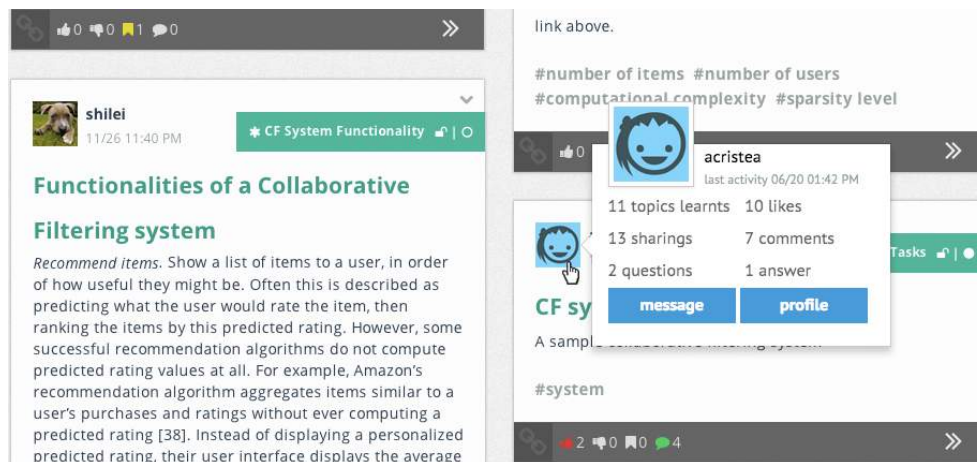 0 0 1 0
shilei
11/26 11:40 PM
CF System Functionality |
Functionalities of a Collaborative
Filtering system
Recommend items. Show a list of items to a user, in order
of how useful they might be. Often this is described as
predicting what the user would rate the item, then
ranking the items by this predicted rating. However, some
successful recommendation algorithms do not compute
predicted rating values at all. For example, Amazon's
recommendation algorithm aggregates items similar to a
user's purchases and ratings without ever computing a
predicted rating [38]. Instead of displaying a personalized
predicted rating, their user interface displays the average
link above.
#number of items #number of users
#computational complexity #sparsity level
0
acristea
last activity 06/20 01:42 PM
11 topics learnts 10 likes
13 sharings 7 comments
2 questions 1 answer
message profile
Tasks |
CF sy
A sample collaborative filtering system
#system
2 0 0 4